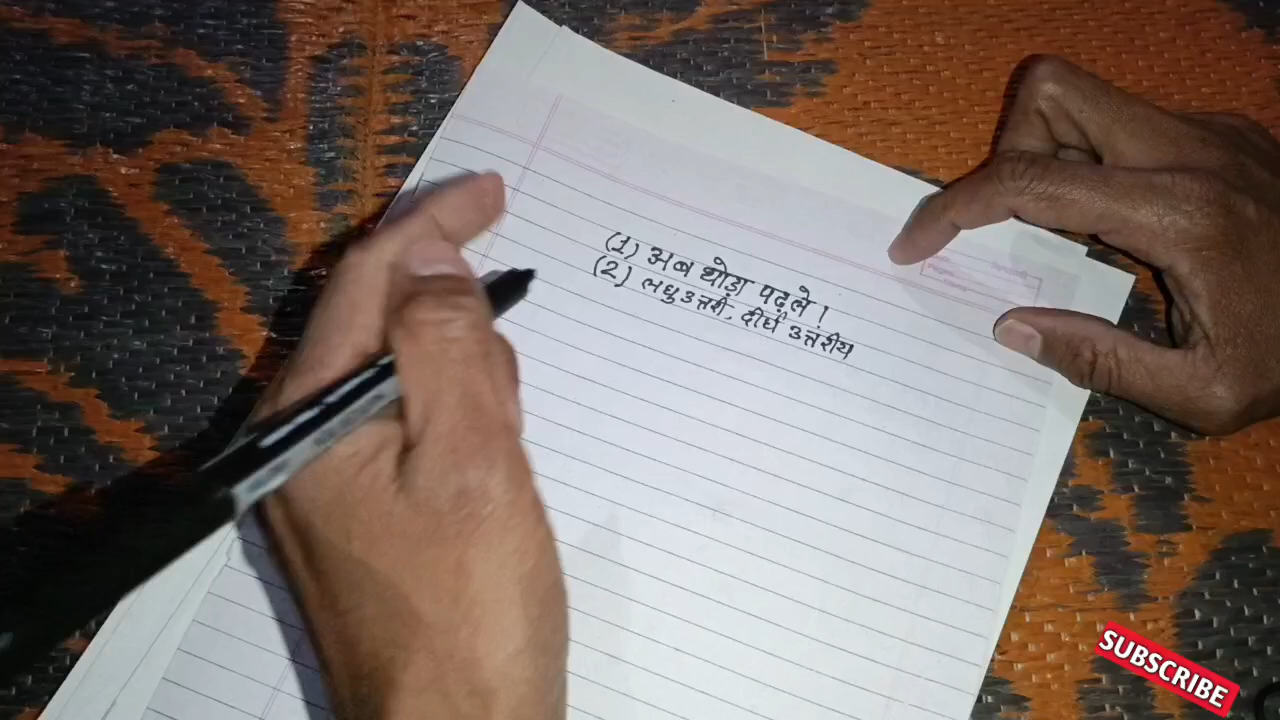 (1) अब थोड़ा पढ़ले।
(2) लघु उत्तरी, दीर्घ उत्तरीय
SUBSCRIBE